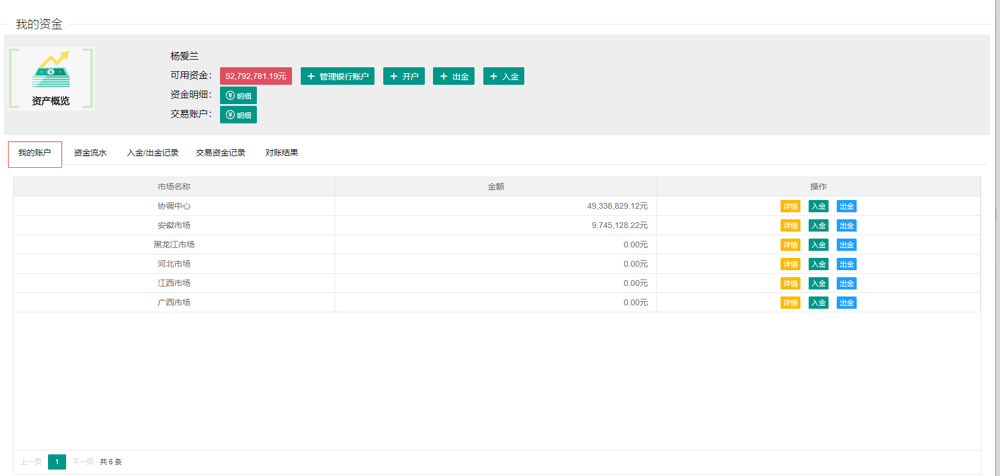 我的资金
资产概览
杨爱兰
可用资金： 52,792,781.19元 + 管理银行账户 + 开户 + 出金 + 入金
资金明细： 明细
交易账户： 明细
我的账户 资金流水 入金/出金记录 交易资金记录 对账结果
市场名称 金额 操作
协调中心 49,338,829.12元 详情 入金 出金
安徽市场 9,745,128.22元 详情 入金 出金
黑龙江市场 0.00元 详情 入金 出金
河北市场 0.00元 详情 入金 出金
江西市场 0.00元 详情 入金 出金
广西市场 0.00元 详情 入金 出金
上一页 1 下一页 共 6 条